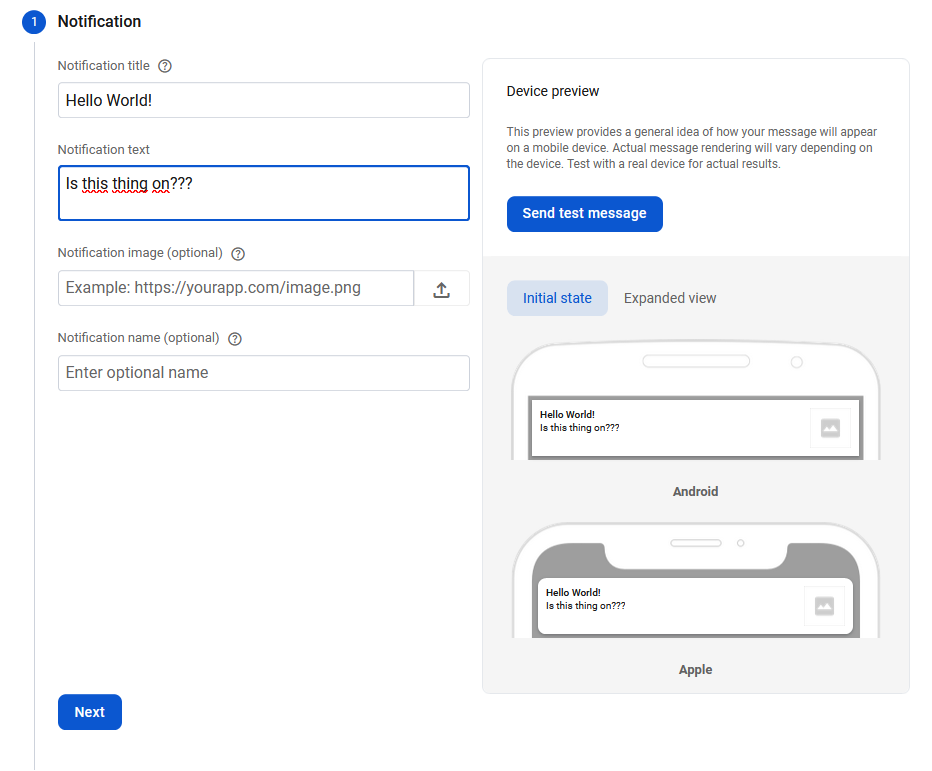 1 Notification
Notification title
Hello World!
Notification text
Is this thing on???
Notification image (optional)
Example: https://yourapp.com/image.png
Notification name (optional)
Enter optional name
Next
Device preview
This preview provides a general idea of how your message will appear
on a mobile device. Actual message rendering will vary depending on
the device. Test with a real device for actual results.
Send test message
Initial state Expanded view
Hello World!
Is this thing on???
Android
Hello World!
Is this thing on???
Apple